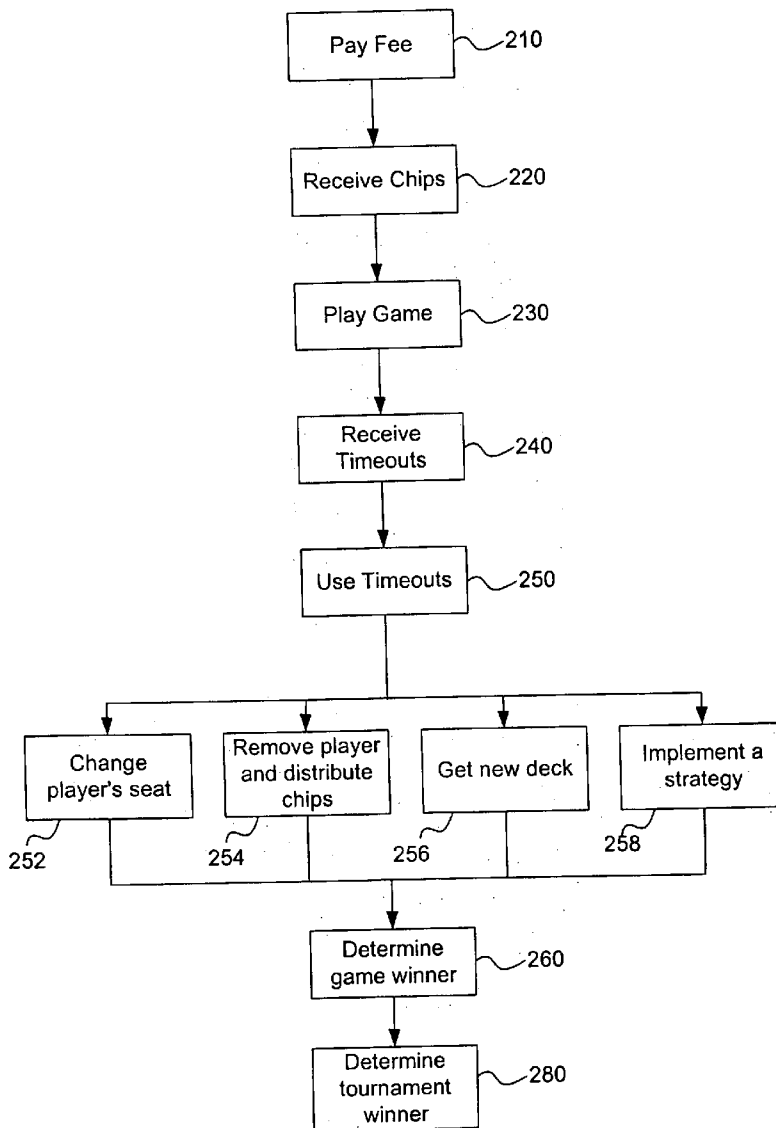 Pay Fee
210
Receive Chips
220
Play Game
230
Receive
Timeouts
240
Use Timeouts
250
Change
player's seat
252
Remove player
and distribute
chips
254
Get new deck
256
Implement a
strategy
258
Determine
game winner
260
Determine
tournament
winner
280